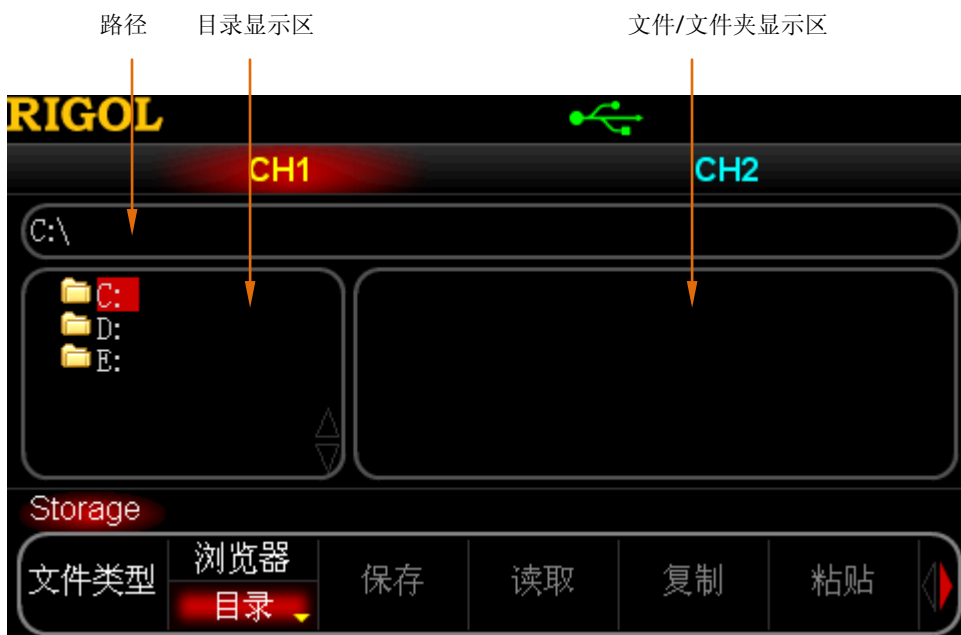 路径 目录显示区 文件/文件夹显示区
RIGOL
CH1 CH2
C:\
C:
D:
E:
Storage
文件类型 浏览器 保存 读取 复制 粘贴
目录